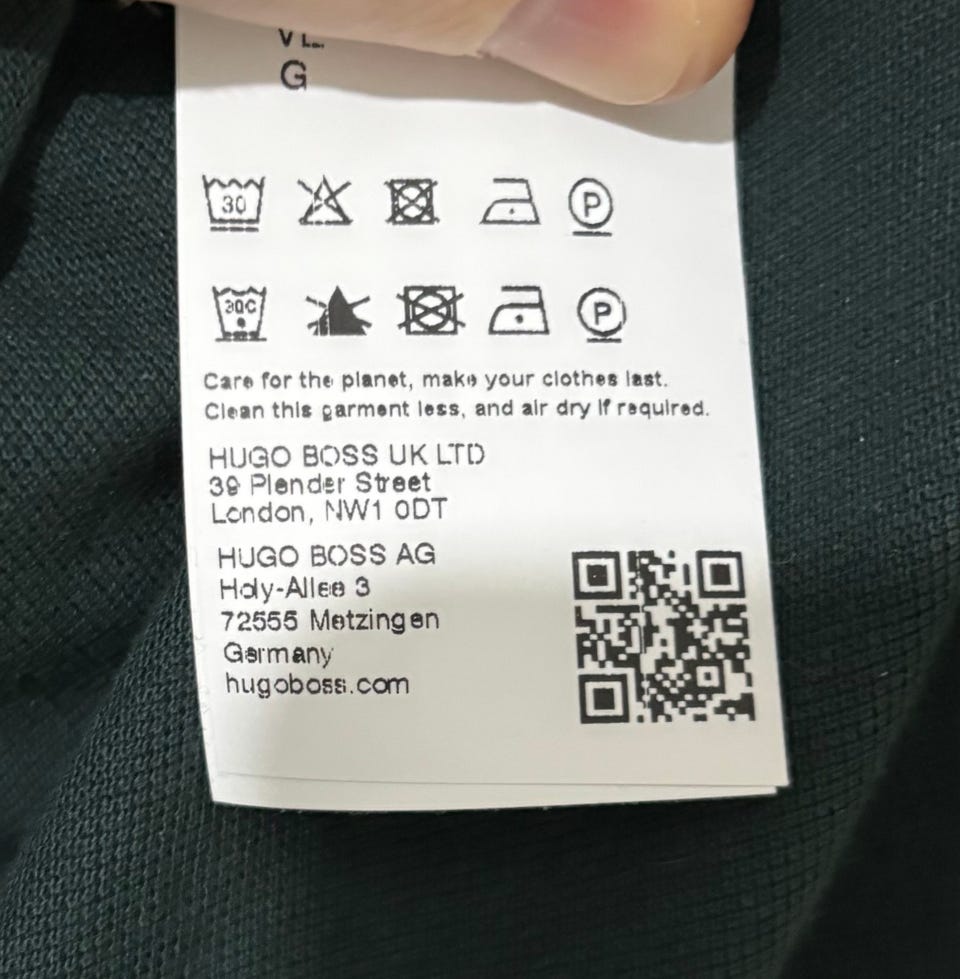 G
30 P
30C P
Care for the planet, make your clothes last.
Clean this garment less, and air dry if required.
HUGO BOSS UK LTD
39 Plender Street
London, NW1 0DT
HUGO BOSS AG
Holy-Allee 3
72555 Metzingen
Germany
hugoboss.com